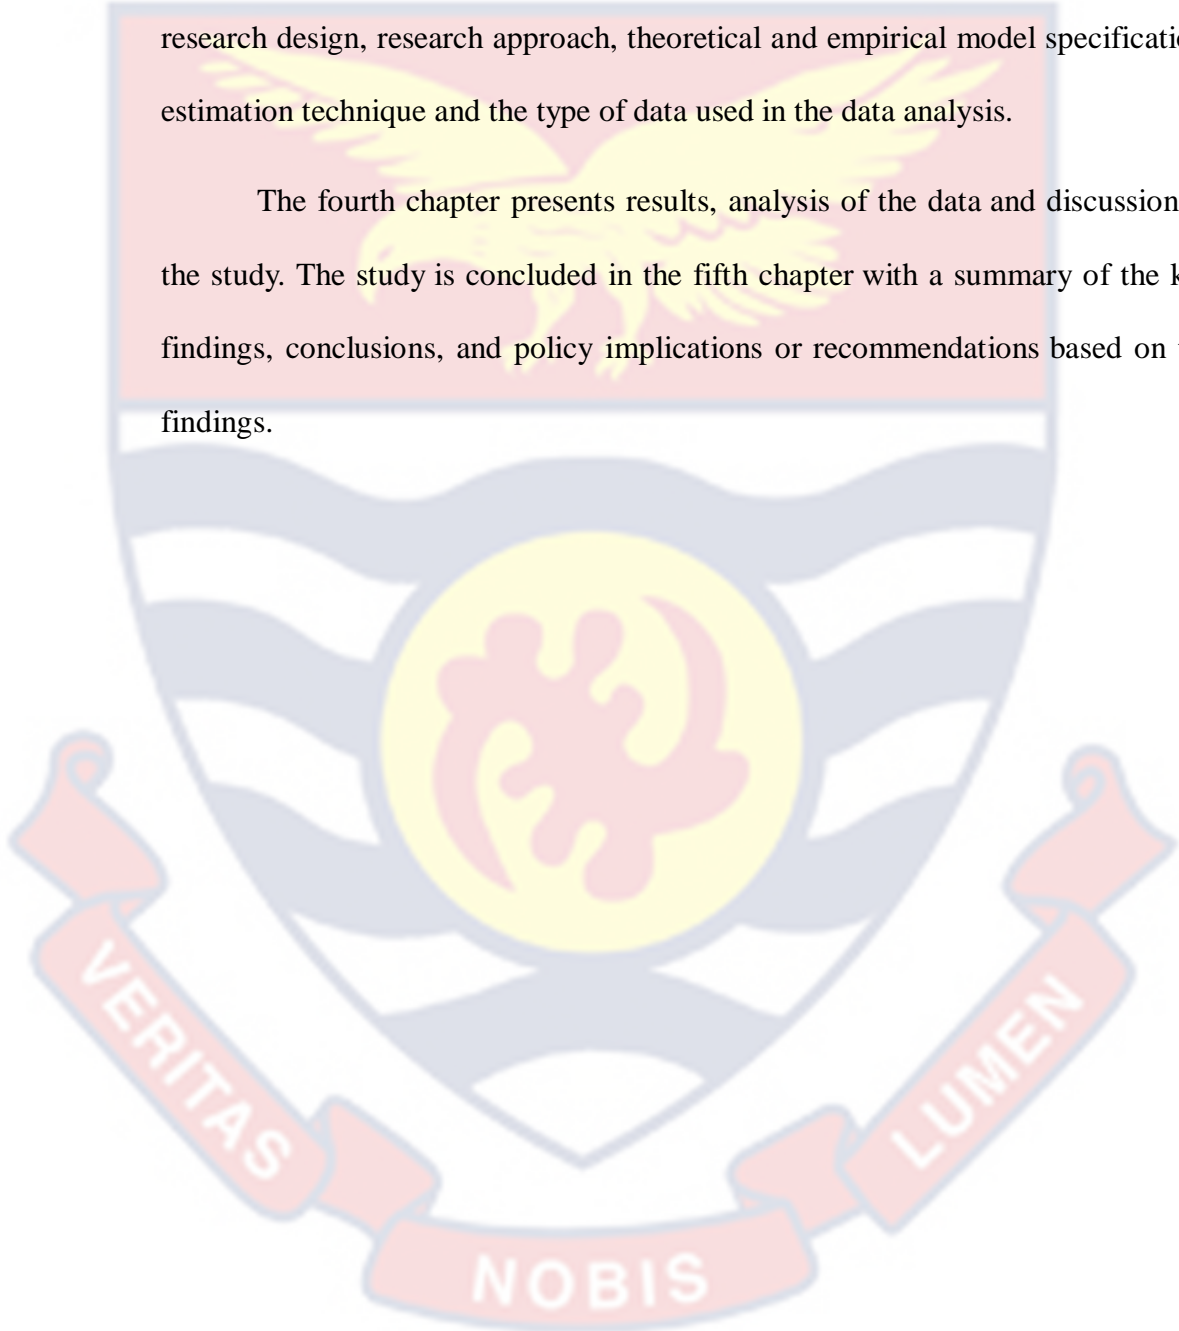 research design, research approach, theoretical and empirical model specificatio
estimation technique and the type of data used in the data analysis.
The fourth chapter presents results, analysis of the data and discussion
the study. The study is concluded in the fifth chapter with a summary of the k
findings, conclusions, and policy implications or recommendations based on
findings.
VERITAS
NOBIS
LUMEN